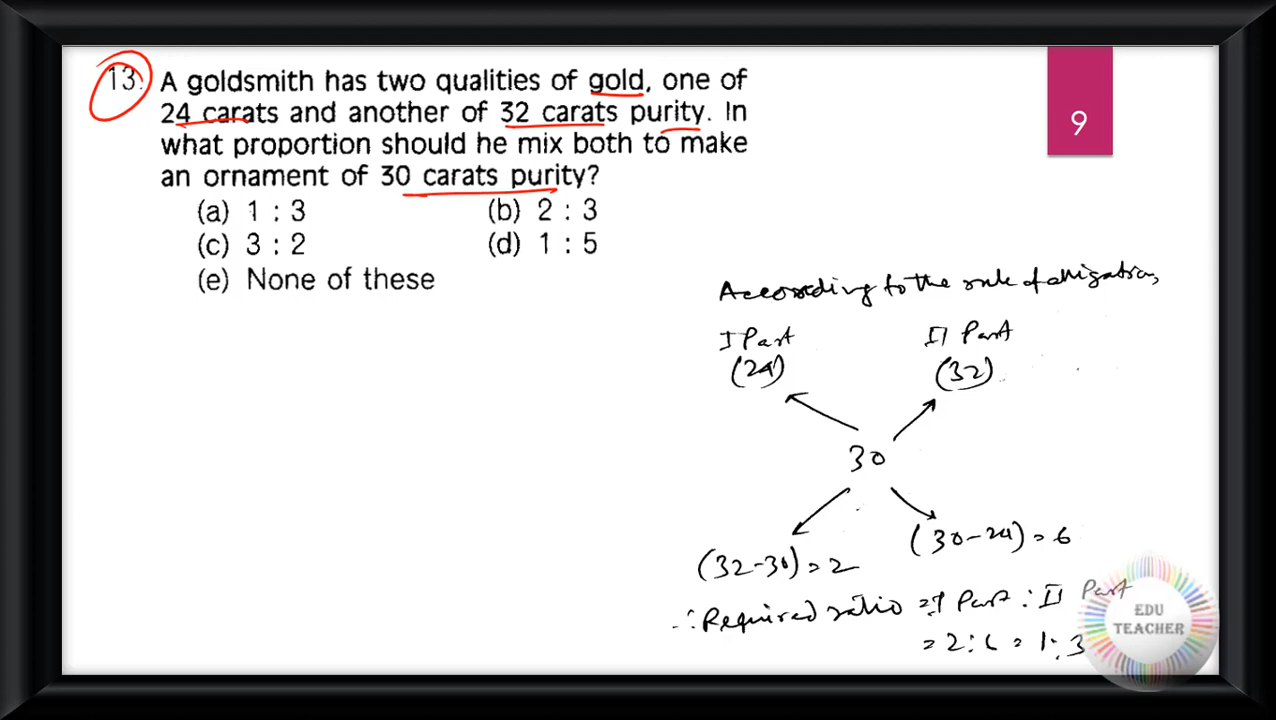 13. A goldsmith has two qualities of gold, one of
24 carats and another of 32 carats purity. In
what proportion should he mix both to make
an ornament of 30 carats purity?
(a) 1 : 3 (b) 2 : 3
(c) 3 : 2 (d) 1 : 5
(e) None of these
9
According to the rule of alligation,
I Part II Part
(24) (32)
30
(32-30) = 2 (30-24) = 6
∴ Required ratio = I Part : II Part
= 2:6 = 1:3
EDU
TEACHER